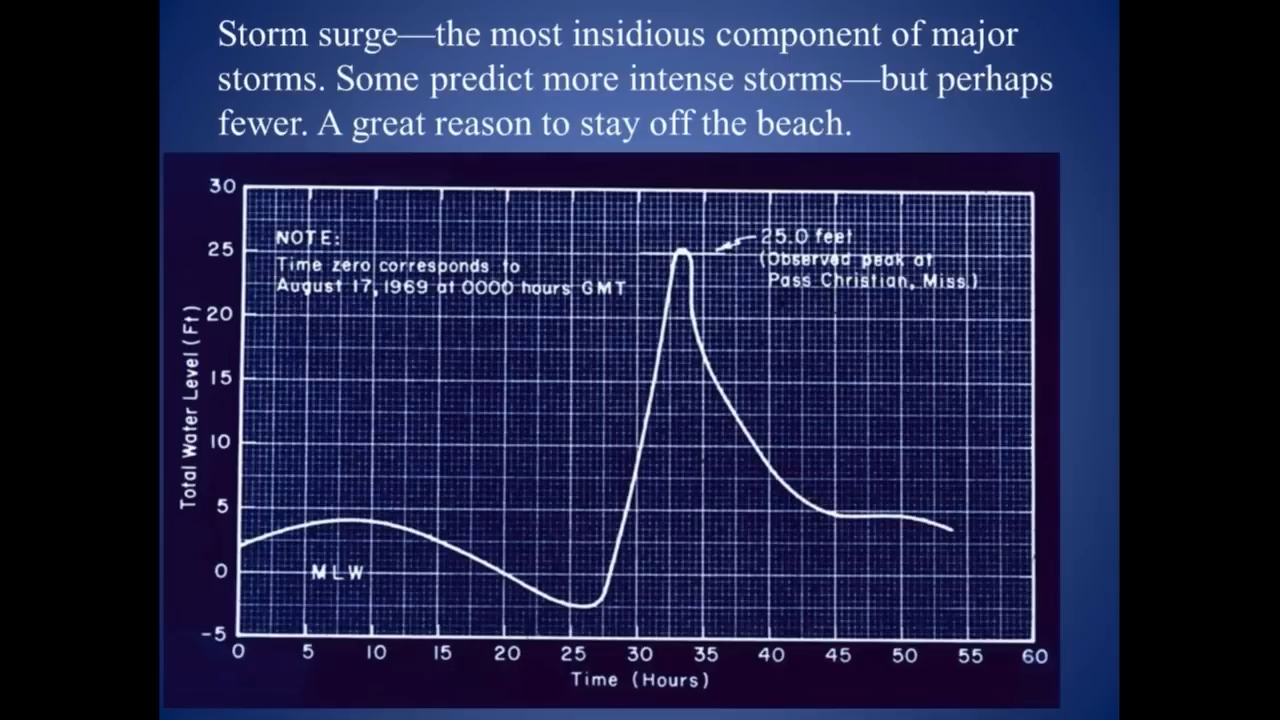 Storm surge—the most insidious component of major
storms. Some predict more intense storms—but perhaps
fewer. A great reason to stay off the beach.
30
25
20
15
10
5
0
-5
NOTE:
Time zero corresponds to
August 17, 1969 at 0000 hours GMT
25.0 feet
(Observed peak at
Pass Christian, Miss.)
Total Water Level (Ft)
MLW
0 5 10 15 20 25 30 35 40 45 50 55 60
Time (Hours)